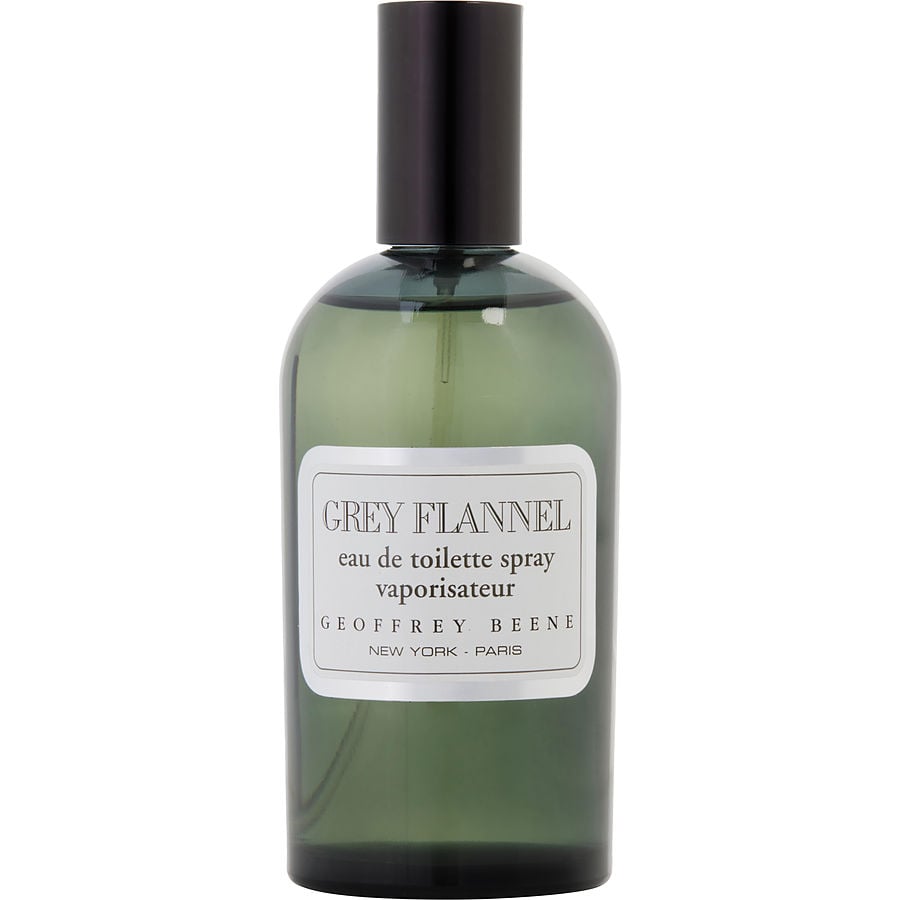 GREY FLANNEL
eau de toilette spray
vaporisateur
GEOFFREY BEENE
NEW YORK - PARIS